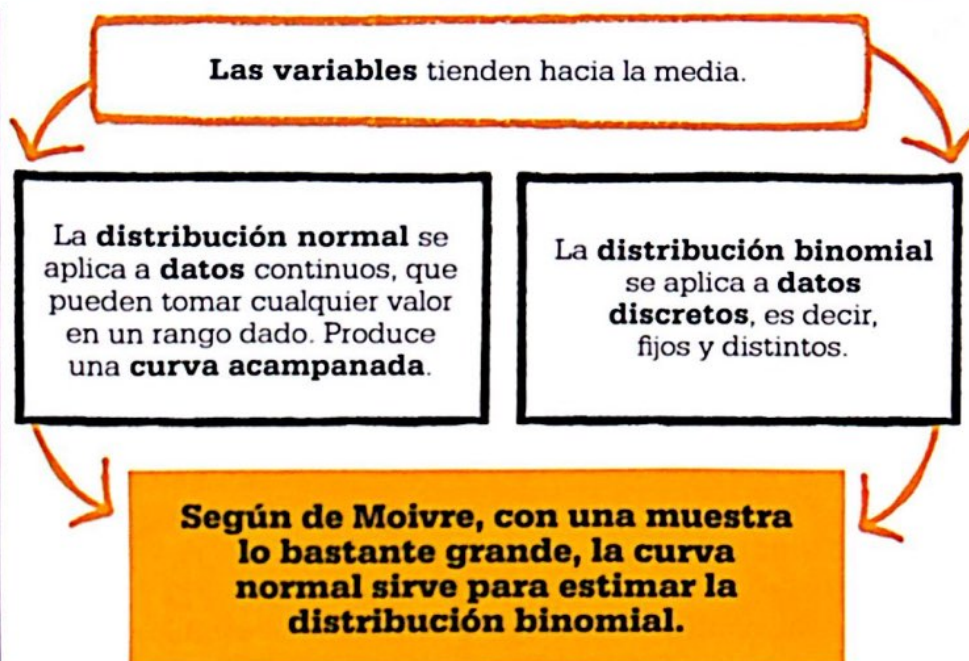 Las variables tienden hacia la media.
La distribución normal se
aplica a datos continuos, que
pueden tomar cualquier valor
en un rango dado. Produce
una curva acampanada.
La distribución binomial
se aplica a datos
discretos, es decir,
fijos y distintos.
Según de Moivre, con una muestra
lo bastante grande, la curva
normal sirve para estimar la
distribución binomial.